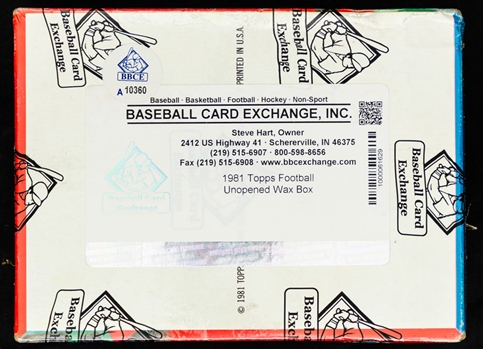 Baseball Card
Exchange
Baseball Card
Exchange
BBCE
A 10360
PRINTED IN U.S.A.
Baseball · Basketball · Football · Hockey · Non-Sport
BASEBALL CARD EXCHANGE, INC.
Steve Hart, Owner
2412 US Highway 41 · Schererville, IN 46375
(219) 515-6907 · 800-598-8656
Fax (219) 515-6908 · www.bbcexchange.com
1981 Topps Football
Unopened Wax Box
Baseball Card
Exchange
Baseball Card
Exchange
© 1981 TOPP
Baseball
Card
Exchange
Baseball
Card
Exchange